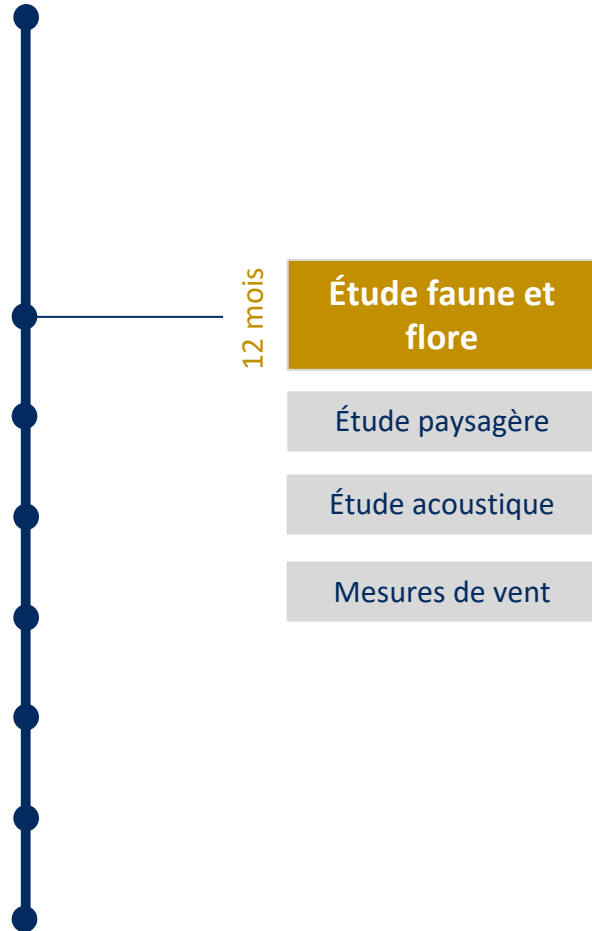 12 mois
Étude faune et
flore
Étude paysagère
Étude acoustique
Mesures de vent